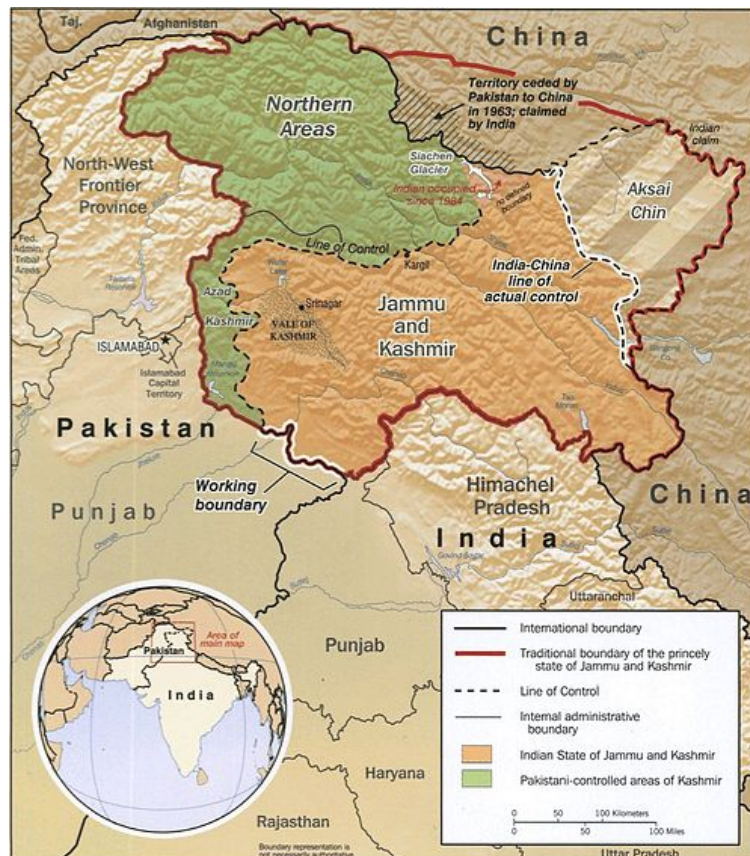 Taj.
Afghanistan
China
Northern
Areas
Territory ceded by
Pakistan to China
in 1963; claimed
by India
Indian
claim
North-West
Frontier
Province
Siachen
Glacier
Indian occupied
since 1984
no defined
boundary
Aksai
Chin
Fed.
Admin.
Tribal
Areas
Line of Control
Kargil
India-China
line of
actual control
Azad
Kashmir
Srinagar
VALE OF
KASHMIR
Jammu
and
Kashmir
ISLAMABAD
Islamabad
Capital
Territory
Pakistan
Working
boundary
Punjab
Himachel
Pradesh
China
India
Uttaranchal
Punjab
Area of
main map
Pakistan
India
Haryana
Rajasthan
Boundary representation is
not necessarily authoritative.
Uttar Pradesh
International boundary
Traditional boundary of the princely
state of Jammu and Kashmir
Line of Control
Internal administrative
boundary
Indian State of Jammu and Kashmir
Pakistani-controlled areas of Kashmir
0 50 100 Kilometers
0 50 100 Miles